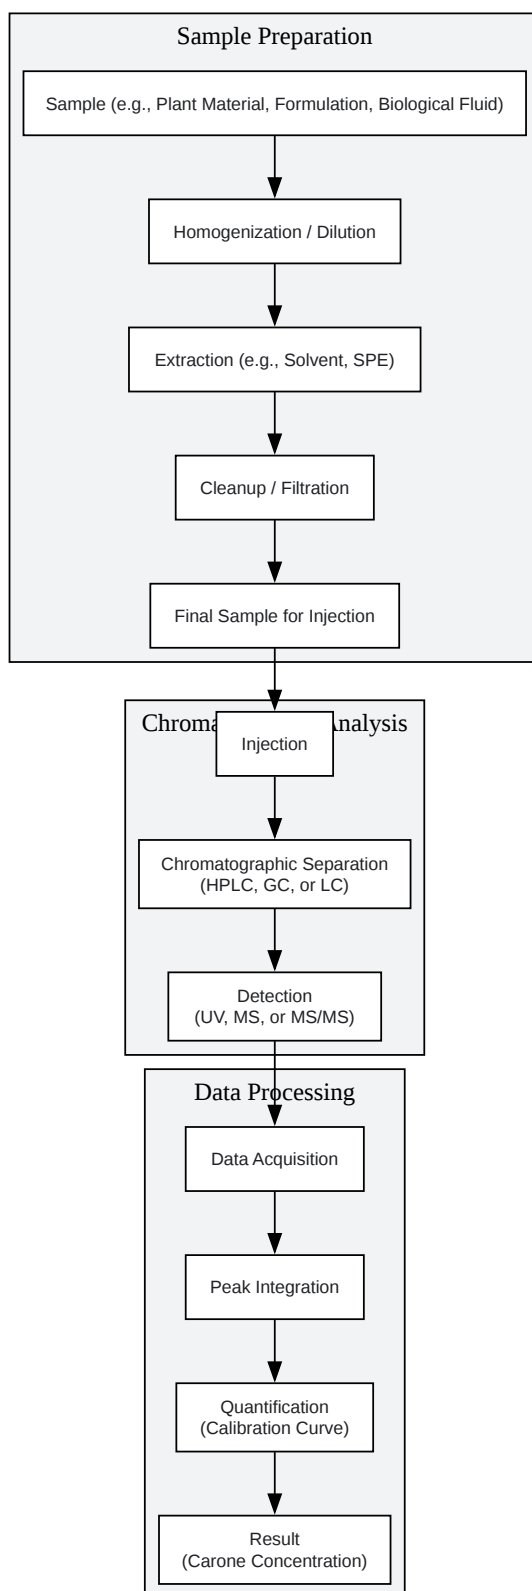 Sample Preparation
Sample (e.g., Plant Material, Formulation, Biological Fluid)
Homogenization / Dilution
Extraction (e.g., Solvent, SPE)
Cleanup / Filtration
Final Sample for Injection
Analysis
Injection
Chromatographic Separation
(HPLC, GC, or LC)
Detection
(UV, MS, or MS/MS)
Data Processing
Data Acquisition
Peak Integration
Quantification
(Calibration Curve)
Result
(Carone Concentration)